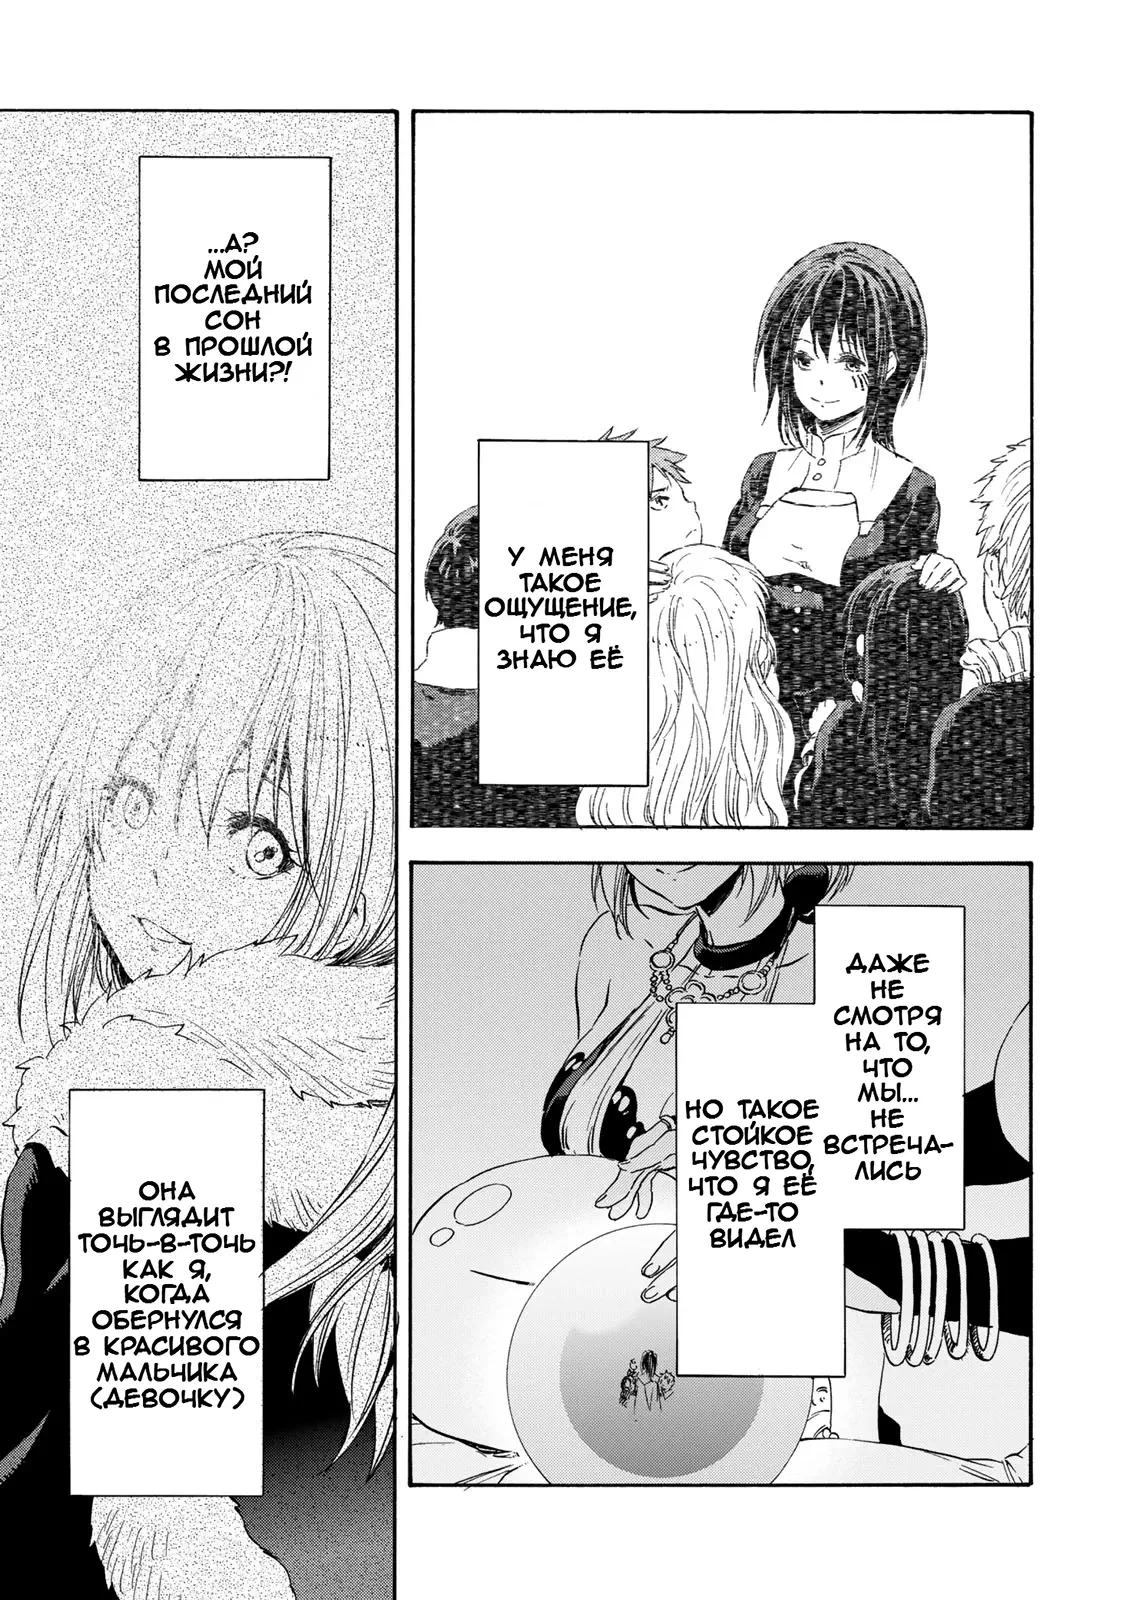 У МЕНЯ
ТАКОЕ
ОЩУЩЕНИЕ,
ЧТО Я
ЗНАЮ ЕЁ
ДАЖЕ
НЕ
СМОТРЯ
НА ТО,
ЧТО
МЫ...
НЕ
ВСТРЕЧА-
ЛИСЬ
НО ТАКОЕ
СТОЙКОЕ
ЧУВСТВО,
ЧТО Я ЕЁ
ГДЕ-ТО
ВИДЕЛ
...А?
МОЙ
ПОСЛЕДНИЙ
СОН
В ПРОШЛОЙ
ЖИЗНИ?!
ОНА
ВЫГЛЯДИТ
ТОЧЬ-В-ТОЧЬ
КАК Я,
КОГДА
ОБЕРНУЛСЯ
В КРАСИВОГО
МАЛЬЧИКА
(ДЕВОЧКУ)